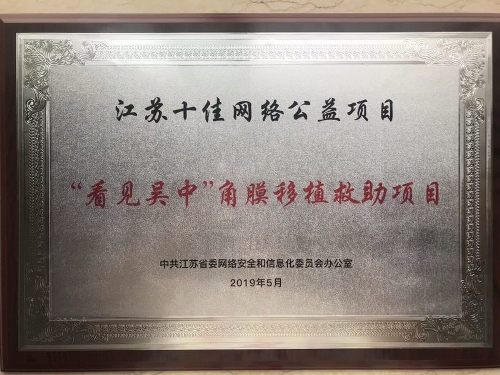 江苏十佳网络公益项目
“看见吴中”角膜移植救助项目
中共江苏省委网络安全和信息化委员会办公室
2019年5月